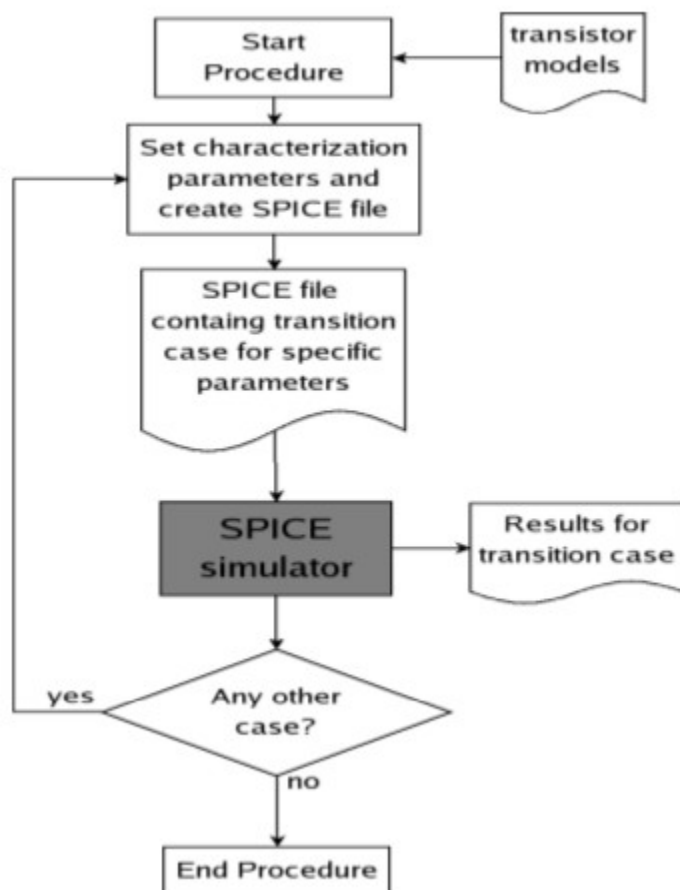 Start
Procedure
transistor
models
Set characterization
parameters and
create SPICE file
SPICE file
containg transition
case for specific
parameters
SPICE
simulator
Results for
transition case
Any other
case?
yes
no
End Procedure